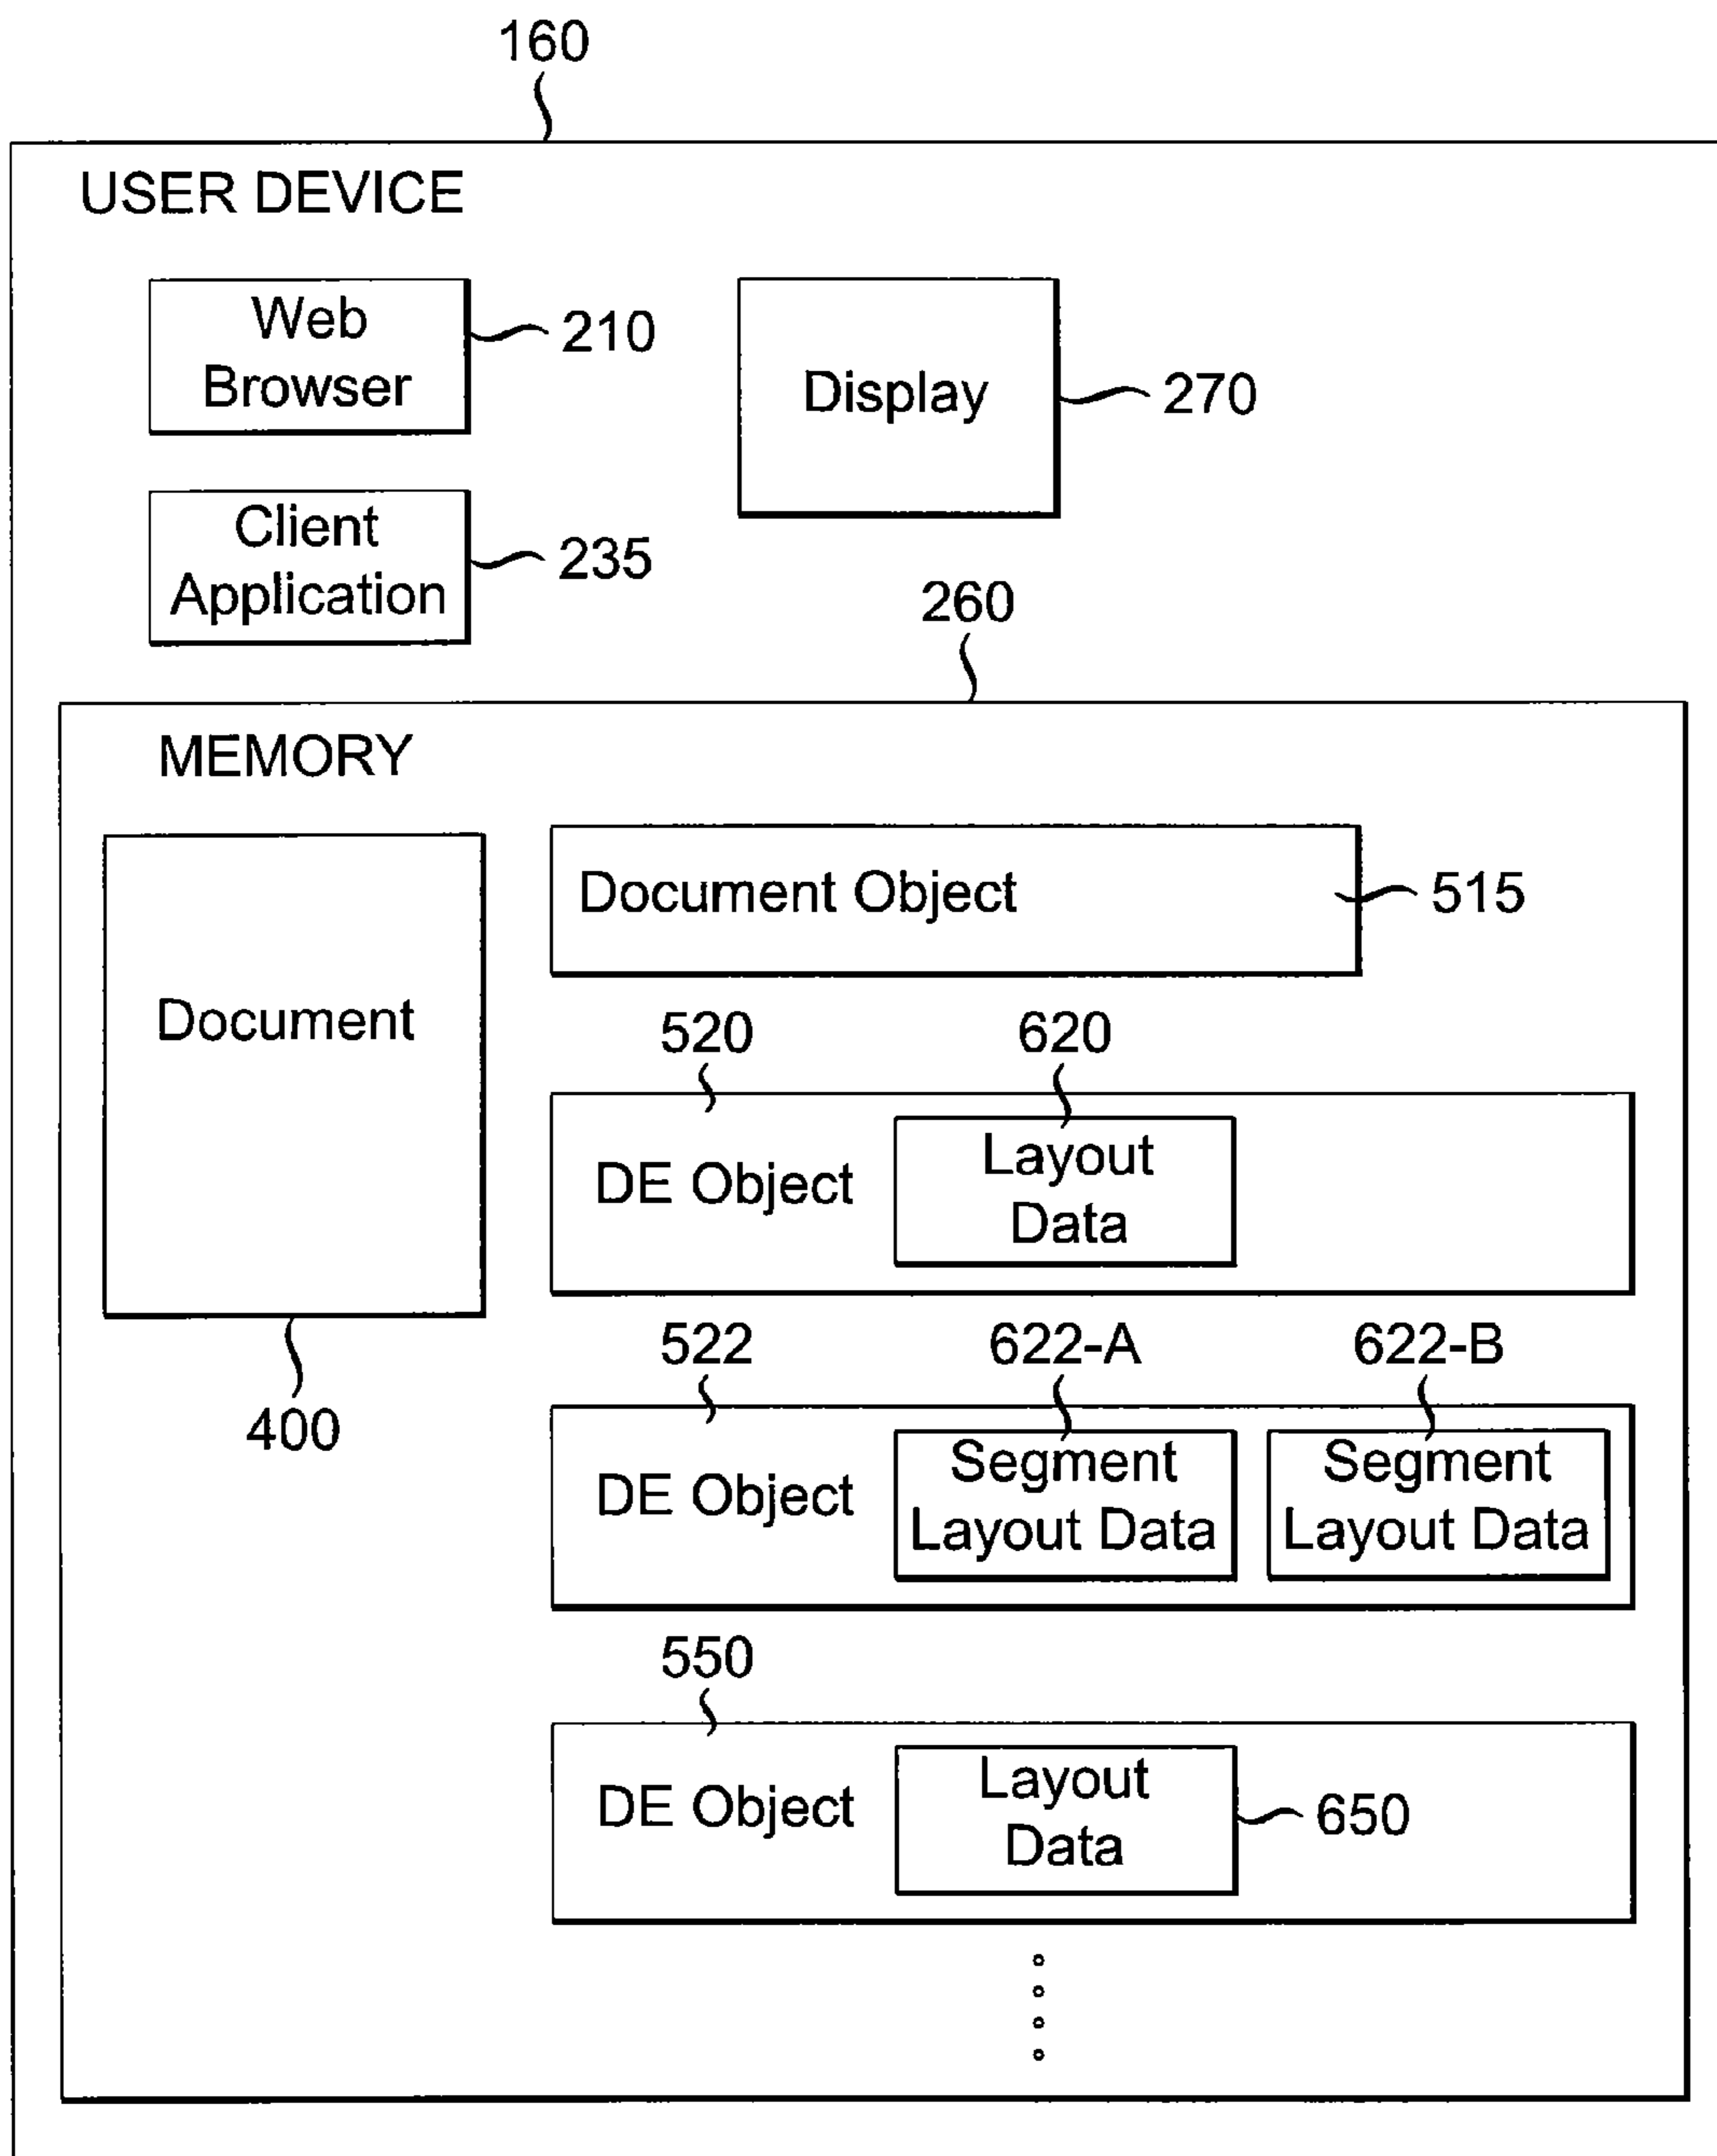 160
USER DEVICE
Web
Browser
210
Display
270
Client
Application
235
260
MEMORY
Document
400
Document Object
515
520
620
DE Object
Layout
Data
522
622-A
622-B
DE Object
Segment
Layout Data
Segment
Layout Data
550
DE Object
Layout
Data
650